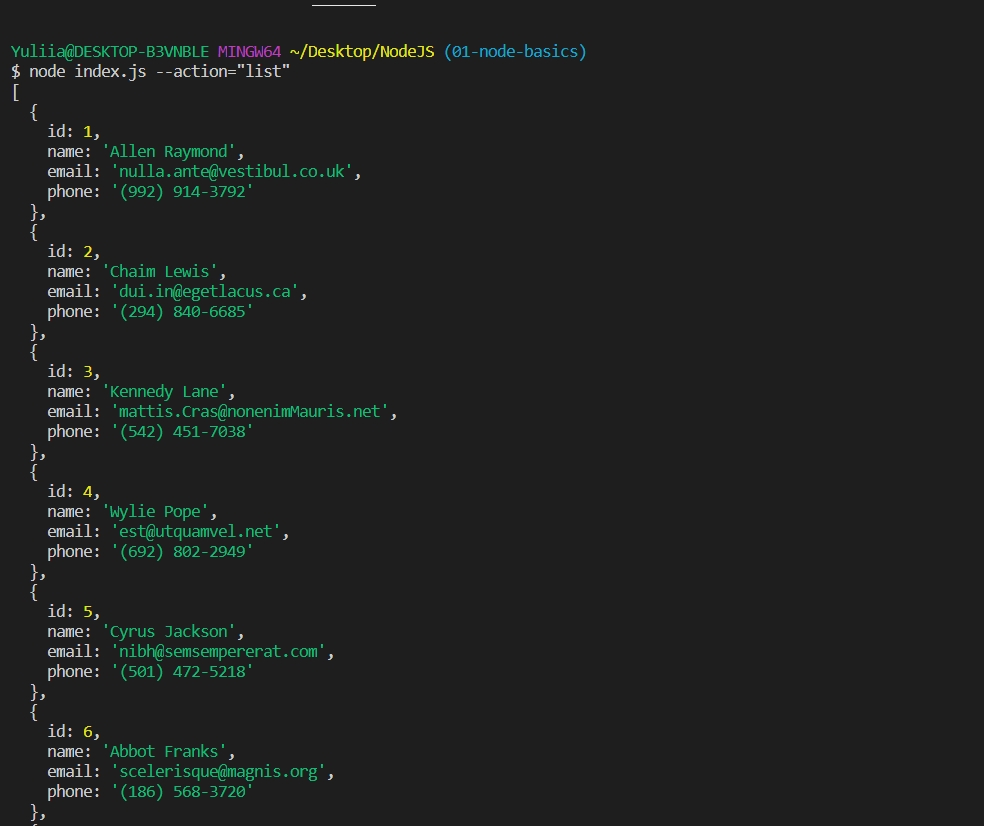 Yuliia@DESKTOP-B3VNBLE MINGW64 ~/Desktop/NodeJS (01-node-basics)
$ node index.js --action="list"
[
  {
    id: 1,
    name: 'Allen Raymond',
    email: 'nulla.ante@vestibul.co.uk',
    phone: '(992) 914-3792'
  },
  {
    id: 2,
    name: 'Chaim Lewis',
    email: 'dui.in@egetlacus.ca',
    phone: '(294) 840-6685'
  },
  {
    id: 3,
    name: 'Kennedy Lane',
    email: 'mattis.Cras@nonenimMauris.net',
    phone: '(542) 451-7038'
  },
  {
    id: 4,
    name: 'Wylie Pope',
    email: 'est@utquamvel.net',
    phone: '(692) 802-2949'
  },
  {
    id: 5,
    name: 'Cyrus Jackson',
    email: 'nibh@semsempererat.com',
    phone: '(501) 472-5218'
  },
  {
    id: 6,
    name: 'Abbot Franks',
    email: 'scelerisque@magnis.org',
    phone: '(186) 568-3720'
  },